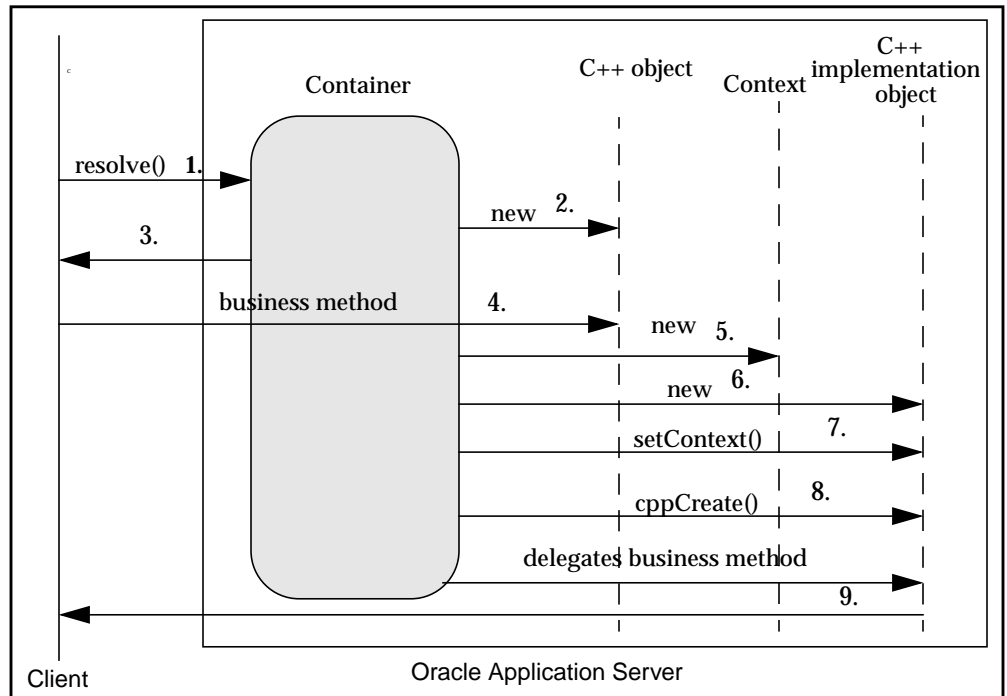 c
Container
C++ object
Context
C++
implementation
object
resolve() 1.
new 2.
3.
business method 4.
new 5.
new 6.
setContext() 7.
cppCreate() 8.
delegates business method
9.
Client
Oracle Application Server